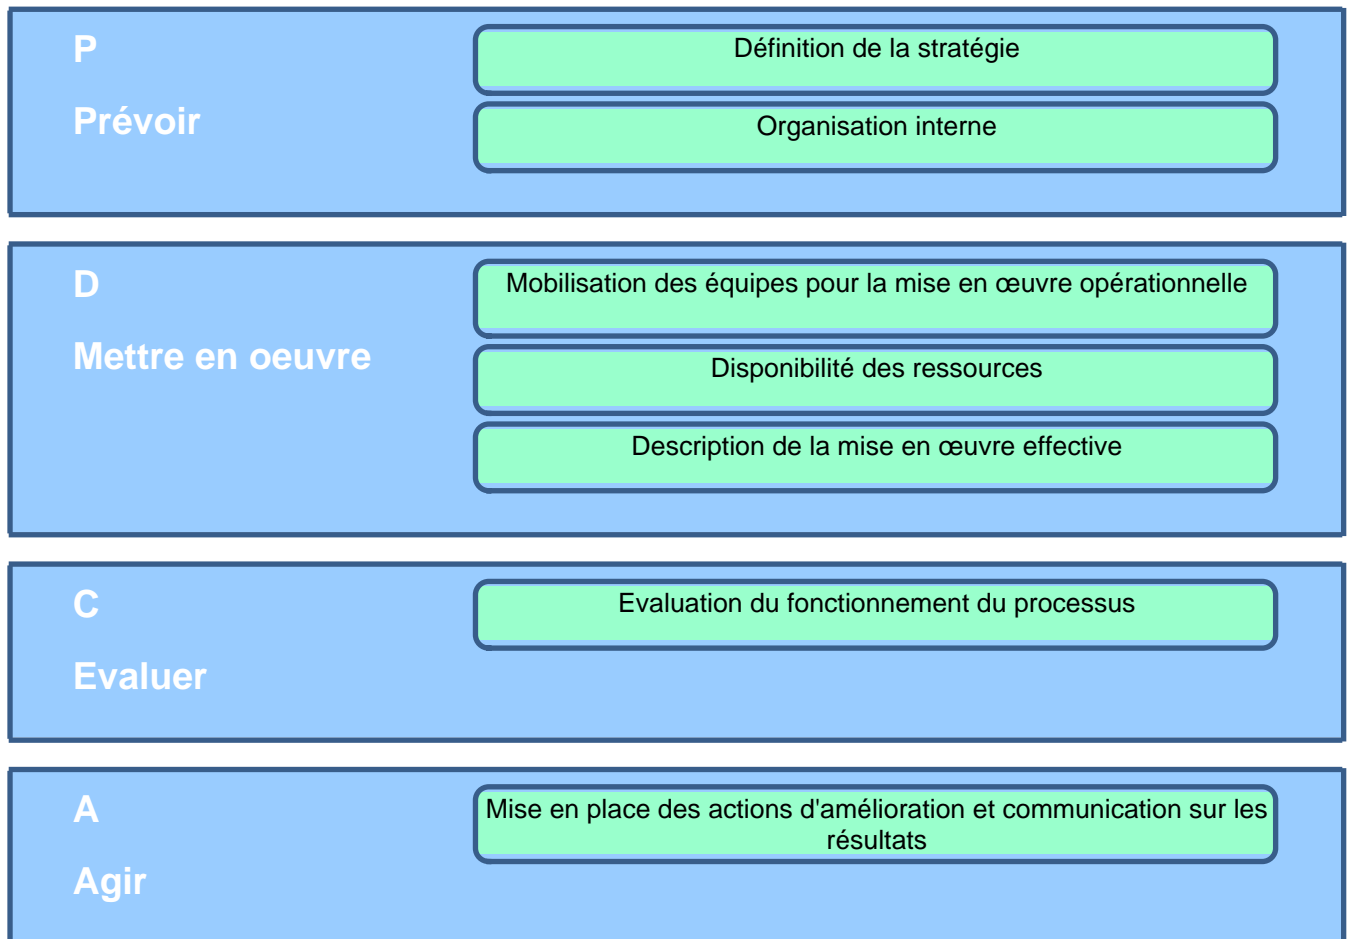 P
Définition de la stratégie
Prévoir
Organisation interne
D
Mobilisation des équipes pour la mise en œuvre opérationnelle
Mettre en oeuvre
Disponibilité des ressources
Description de la mise en œuvre effective
C
Evaluation du fonctionnement du processus
Evaluer
A
Mise en place des actions d'amélioration et communication sur les
résultats
Agir